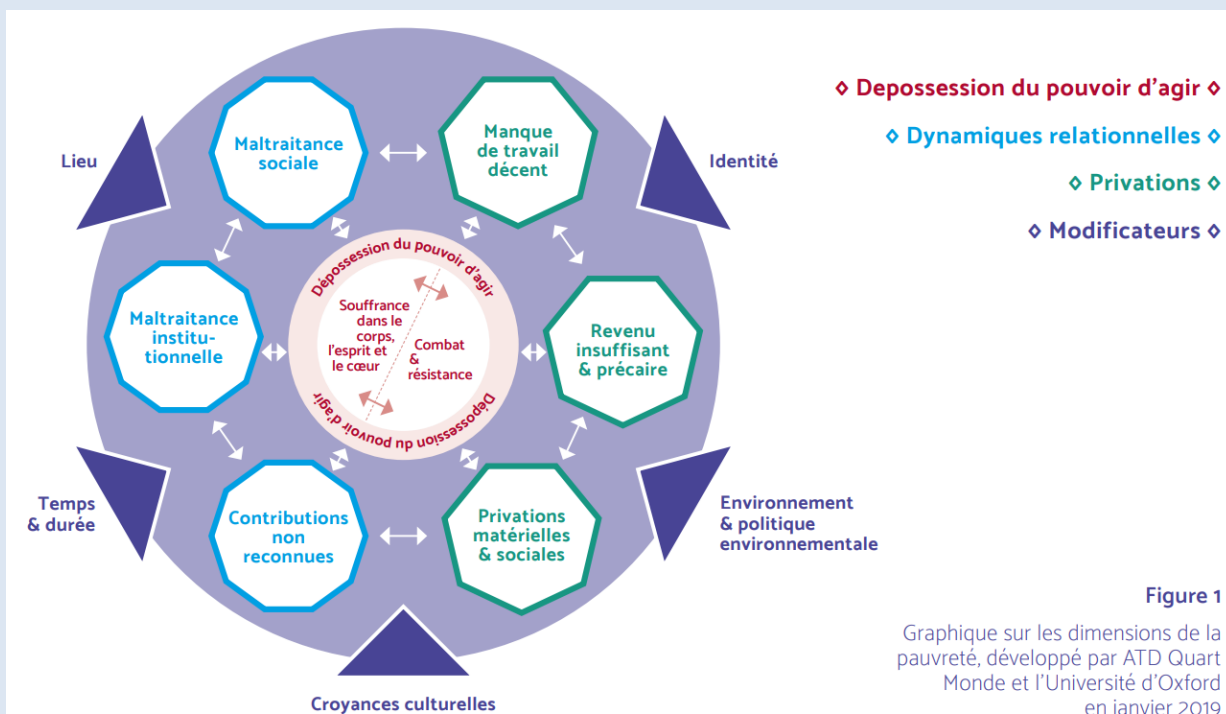 Maltraitance
sociale
Manque
de travail
décent
Lieu
Identité
Dépossession du pouvoir d'agir
Maltraitance
institu-
tionnelle
Souffrance
dans le
corps,
l'esprit et
le cœur
Combat
&
résistance
Revenu
insuffisant
& précaire
Dépossession du pouvoir d'agir
Temps
& durée
Contributions
non
reconnues
Privations
matérielles
& sociales
Environnement
& politique
environnementale
Croyances culturelles
◊ Depossession du pouvoir d'agir ◊
◊ Dynamiques relationnelles ◊
◊ Privations ◊
◊ Modificateurs ◊
Figure 1
Graphique sur les dimensions de la
pauvreté, développé par ATD Quart
Monde et l'Université d'Oxford
en janvier 2019